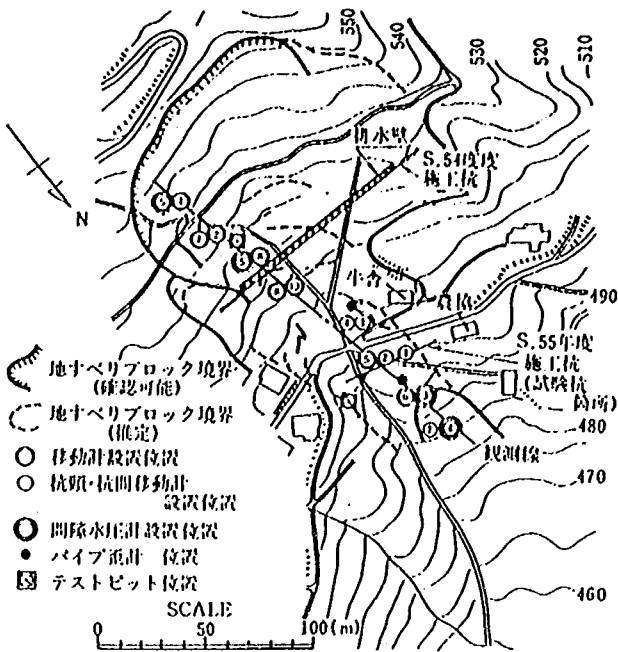 550
540
530
520
510
止水壁
S.54年度
施工杭
N
牛舎
倉庫
490
S.55年度
施工杭
(試験杭
箇所)
480
観測線
470
460
地すべりブロック境界
(確認可能)
地すべりブロック境界
(推定)
移動計設置位置
杭頭・杭間移動計
設置位置
間隙水圧計設置位置
パイプ歪計 位置
テストピット位置
SCALE
0 50 100(m)